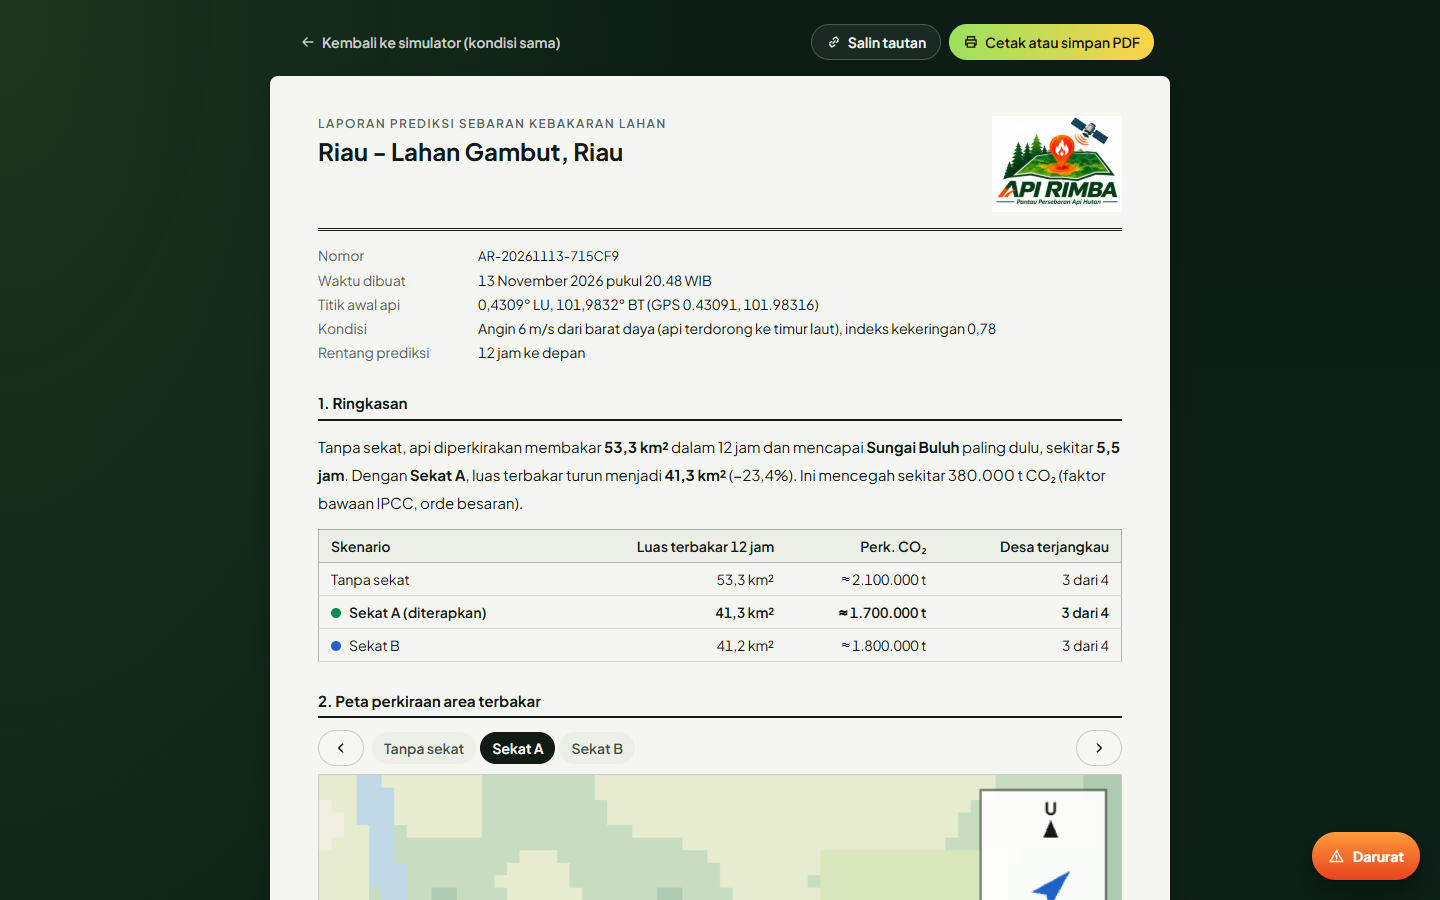 Kembali ke simulator (kondisi sama)
Salin tautan
Cetak atau simpan PDF
LAPORAN PREDIKSI SEBARAN KEBAKARAN LAHAN
Riau – Lahan Gambut, Riau
API RIMBA
Pantau Persebaran Api Hutan
Nomor AR-20261113-715CF9
Waktu dibuat 13 November 2026 pukul 20.48 WIB
Titik awal api 0,4309° LU, 101,9832° BT (GPS 0.43091, 101.98316)
Kondisi Angin 6 m/s dari barat daya (api terdorong ke timur laut), indeks kekeringan 0,78
Rentang prediksi 12 jam ke depan
1. Ringkasan
Tanpa sekat, api diperkirakan membakar 53,3 km² dalam 12 jam dan mencapai Sungai Buluh paling dulu, sekitar 5,5
jam. Dengan Sekat A, luas terbakar turun menjadi 41,3 km² (−23,4%). Ini mencegah sekitar 380.000 t CO₂ (faktor
bawaan IPCC, orde besaran).
Skenario Luas terbakar 12 jam Perk. CO₂ Desa terjangkau
Tanpa sekat 53,3 km² ≈2.100.000 t 3 dari 4
Sekat A (diterapkan) 41,3 km² ≈1.700.000 t 3 dari 4
Sekat B 41,2 km² ≈1.800.000 t 3 dari 4
2. Peta perkiraan area terbakar
Tanpa sekat Sekat A Sekat B
U
Darurat